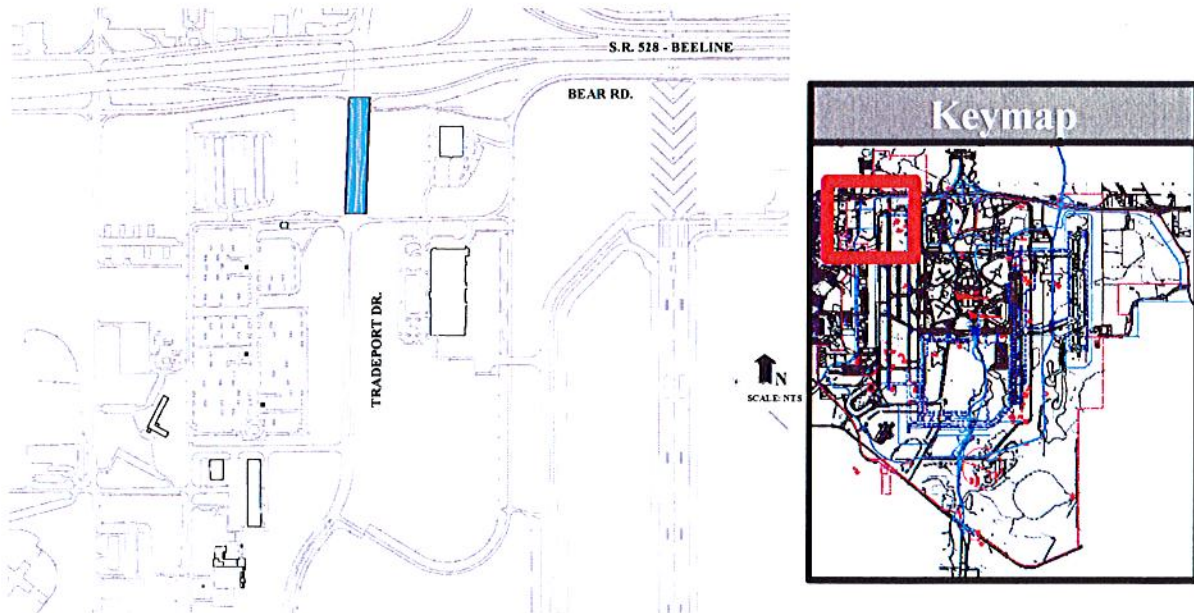 S.R. 528 - BEELINE
BEAR RD.
TRADEPORT DR.
N
SCALE: NTS
Keymap